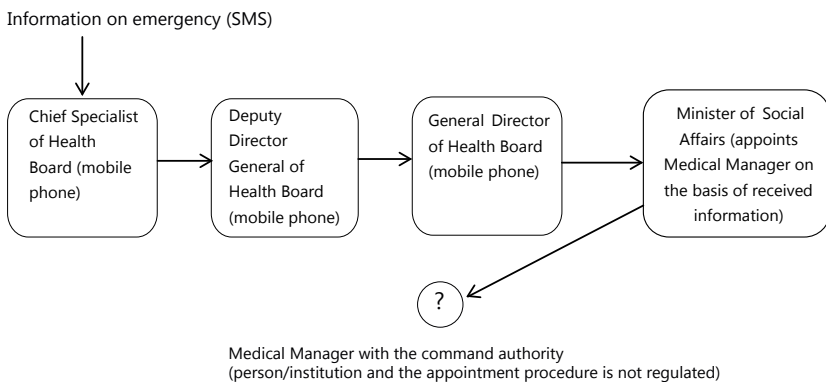 Information on emergency (SMS)
Chief Specialist
of Health
Board (mobile
phone)
Deputy
Director
General of
Health Board
(mobile phone)
General Director
of Health Board
(mobile phone)
Minister of Social
Affairs (appoints
Medical Manager on
the basis of received
information)
?
Medical Manager with the command authority
(person/institution and the appointment procedure is not regulated)